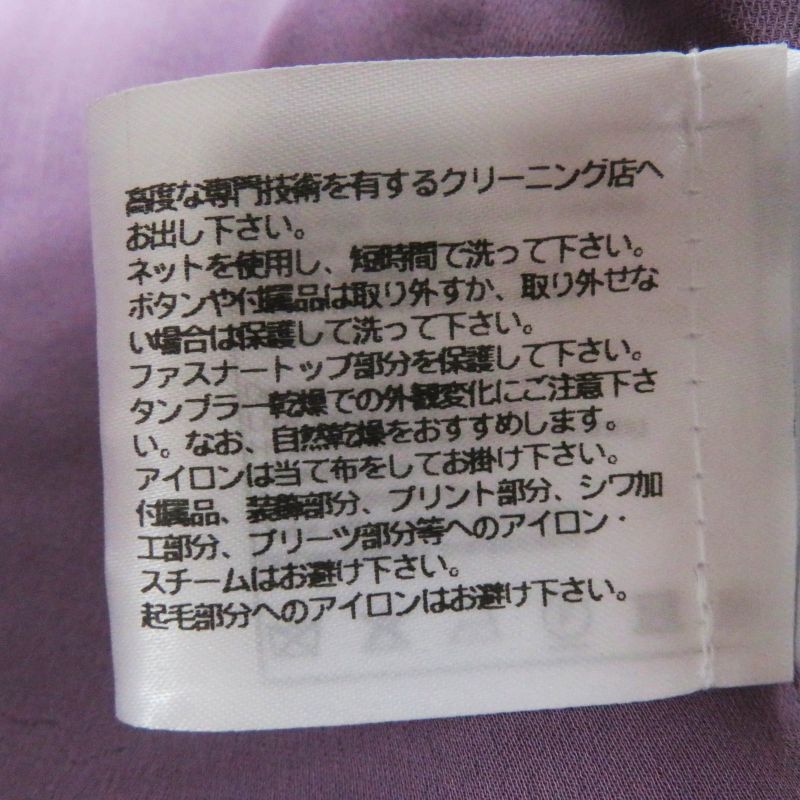 高度な専門技術を有するクリーニング店へ
お出し下さい。
ネットを使用し、短時間で洗って下さい。
ボタンや付属品は取り外すか、取り外せな
い場合は保護して洗って下さい。
ファスナートップ部分を保護して下さい。
タンブラー乾燥での外観変化にご注意下さ
い。なお、自然乾燥をおすすめします。
アイロンは当て布をしてお掛け下さい。
付属品、装飾部分、プリント部分、シワ加
工部分、プリーツ部分等へのアイロン・
スチームはお避け下さい。
起毛部分へのアイロンはお避け下さい。